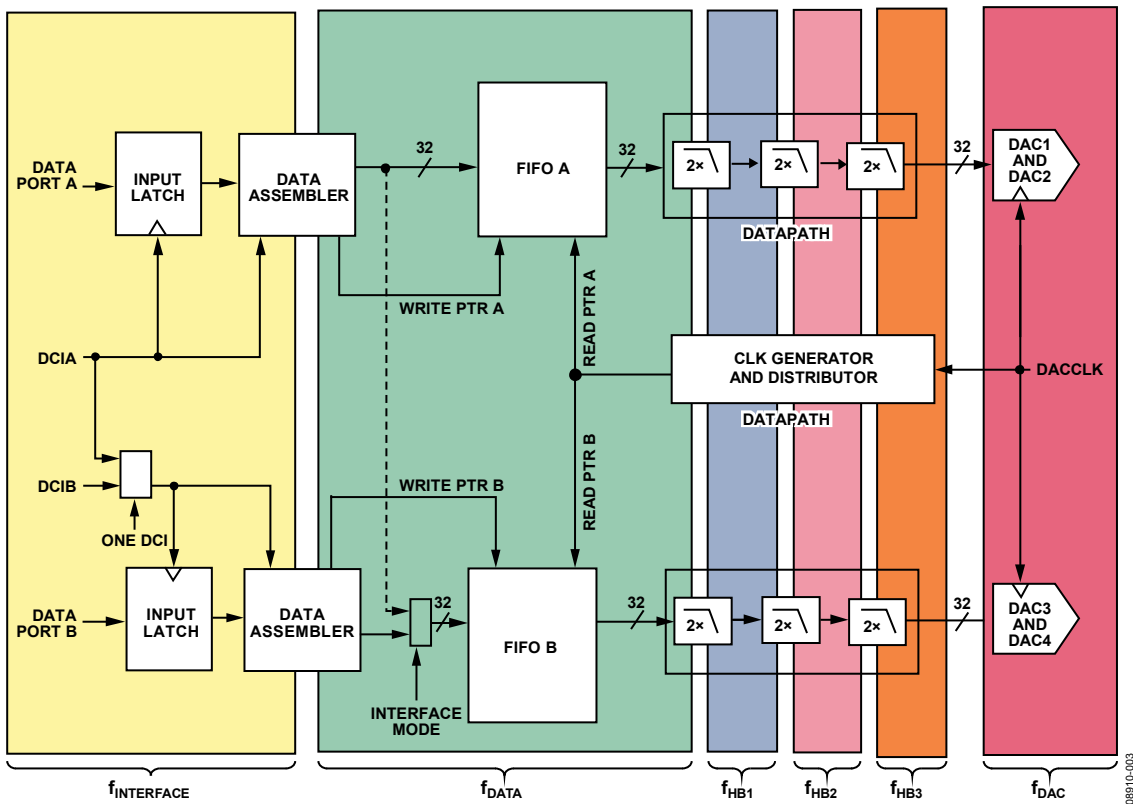 DATA
PORT A
INPUT
LATCH
DATA
ASSEMBLER
32
FIFO A
32
2×
2×
2×
32
DAC1
AND
DAC2
DATAPATH
WRITE PTR A
READ PTR A
DCIA
CLK GENERATOR
AND DISTRIBUTOR
DACCLK
DATAPATH
READ PTR B
DCIB
WRITE PTR B
ONE DCI
DATA
PORT B
INPUT
LATCH
DATA
ASSEMBLER
32
FIFO B
32
2×
2×
2×
32
DAC3
AND
DAC4
INTERFACE
MODE
fINTERFACE
fDATA
fHB1
fHB2
fHB3
fDAC
08910-003